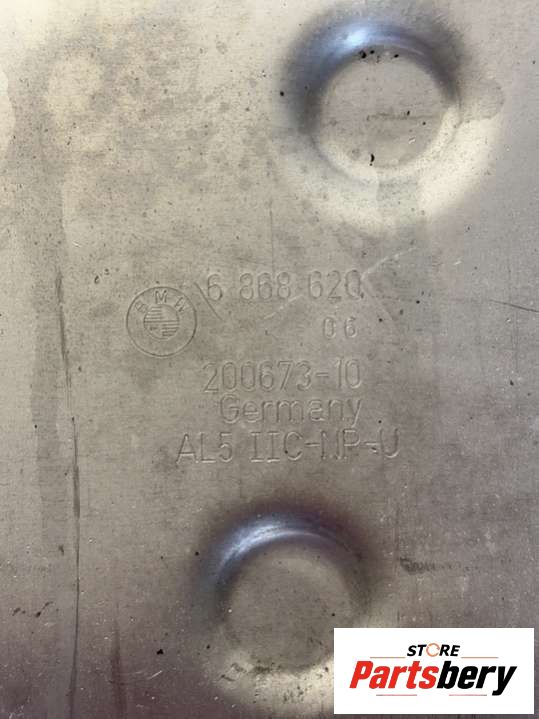 BMW
6 868 620
06
200673-10
Germany
AL5 IIC-NP-U
STORE
Partsbery